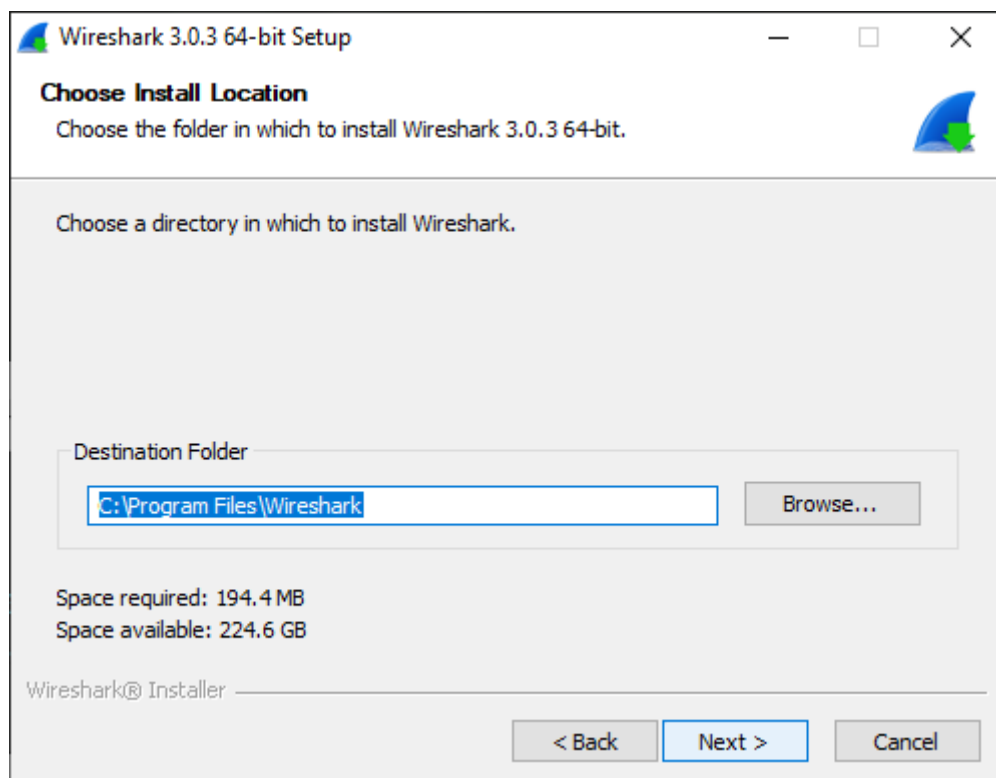 Wireshark 3.0.3 64-bit Setup
Choose Install Location
Choose the folder in which to install Wireshark 3.0.3 64-bit.
Choose a directory in which to install Wireshark.
Destination Folder
C:\Program Files\Wireshark
Browse...
Space required: 194.4 MB
Space available: 224.6 GB
Wireshark® Installer
< Back Next > Cancel